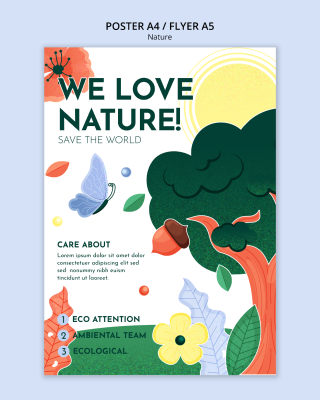 POSTER A4 / FLYER A5
Nature
WE LOVE
NATURE!
SAVE THE WORLD
CARE ABOUT
Lorem ipsum dolor sit amet, con
consectetuer adipiscing elit sed
sed  nonummy nibh euism
tincidunt ut laoreet.
1 ECO ATTENTION
2 AMBIENTAL TEAM
3 ECOLOGICAL